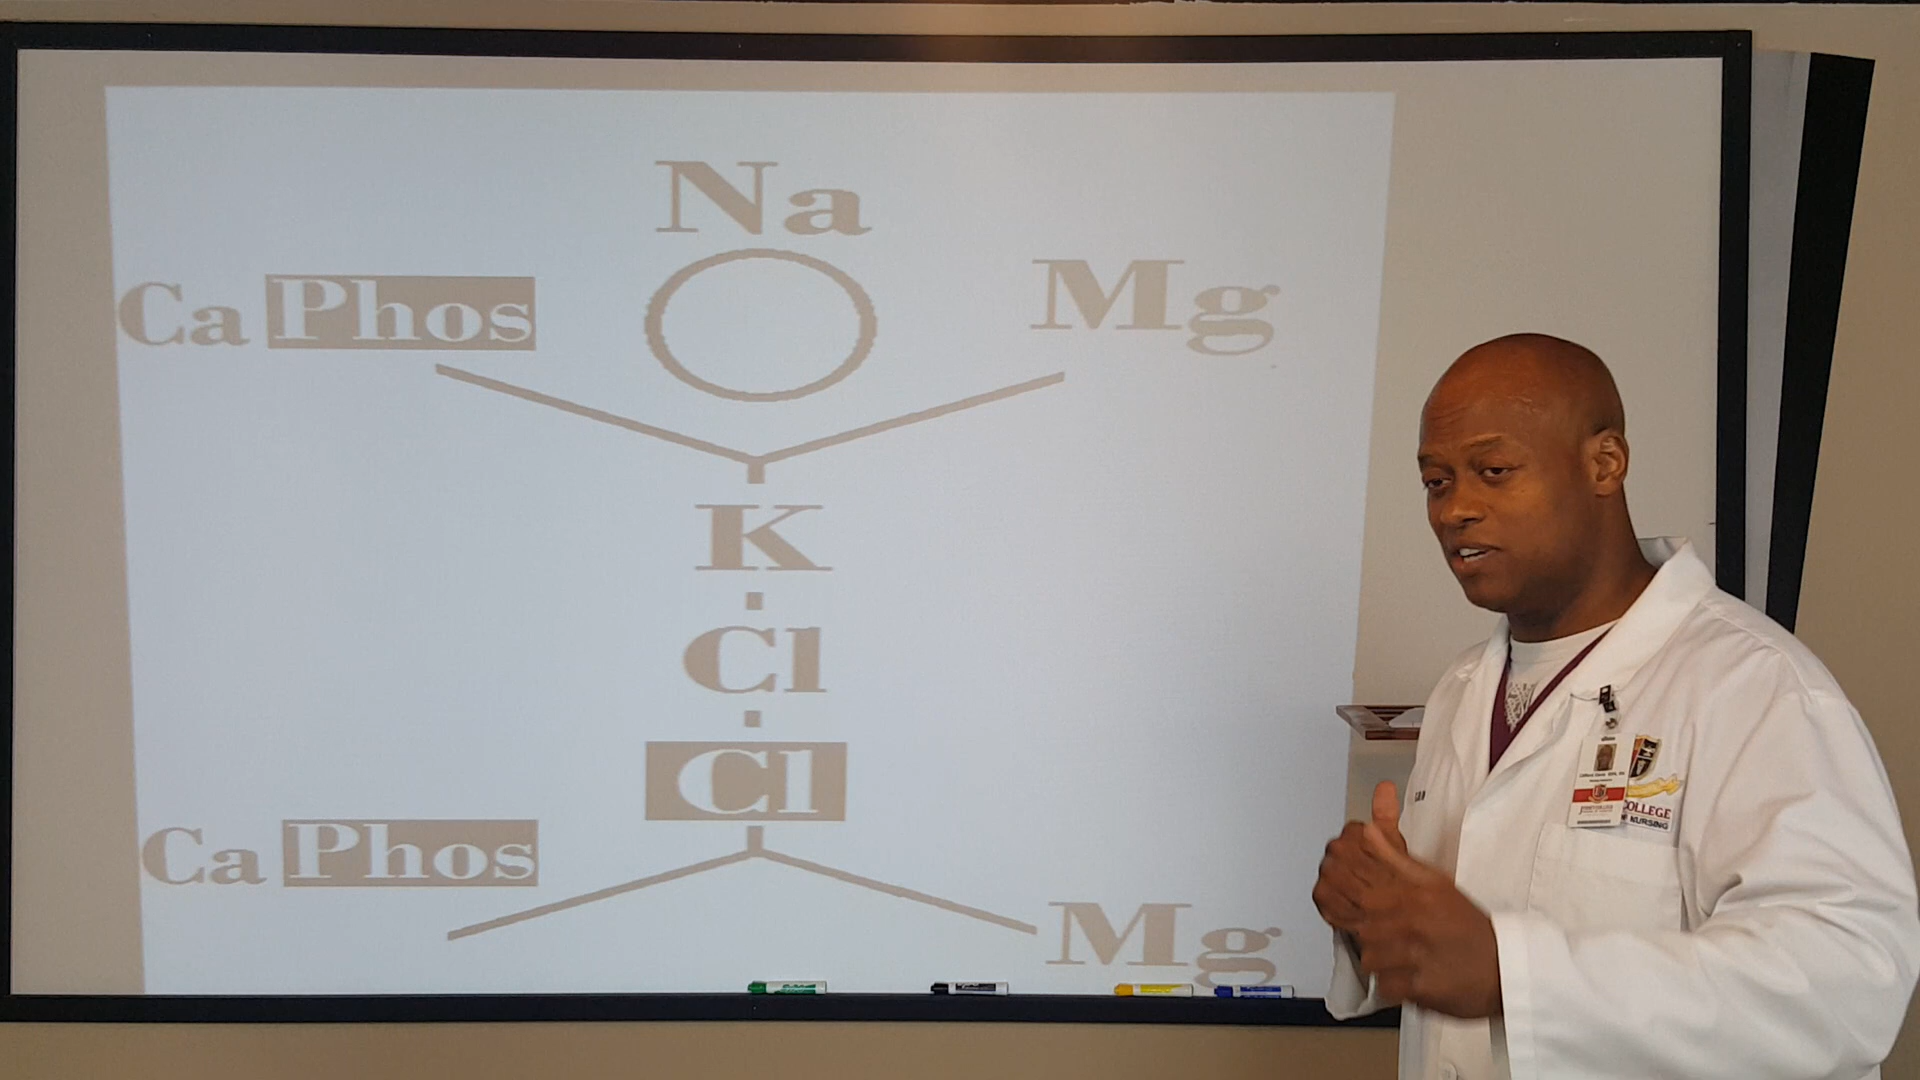 Na
Ca Phos
Mg
K
Cl
Cl
Ca Phos
Mg
COLLEGE
NURSING